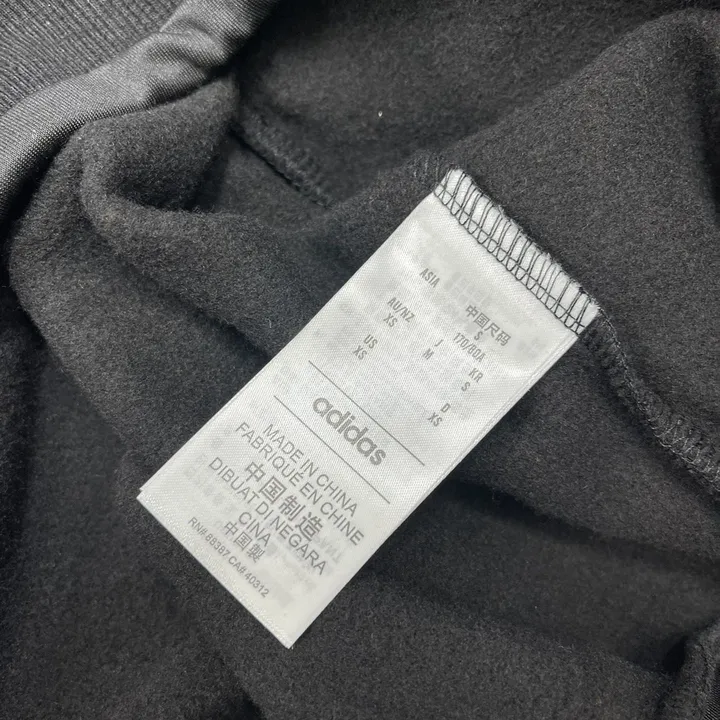 ASIA 中国尺码
S
AU/NZ J 170/80A
XS M KR
US S
XS D
XS
adidas
MADE IN CHINA
FABRIQUÉ EN CHINE
中国制造
DIBUAT DI NEGARA
CINA
中国製
RN# 88387 CA# 40312